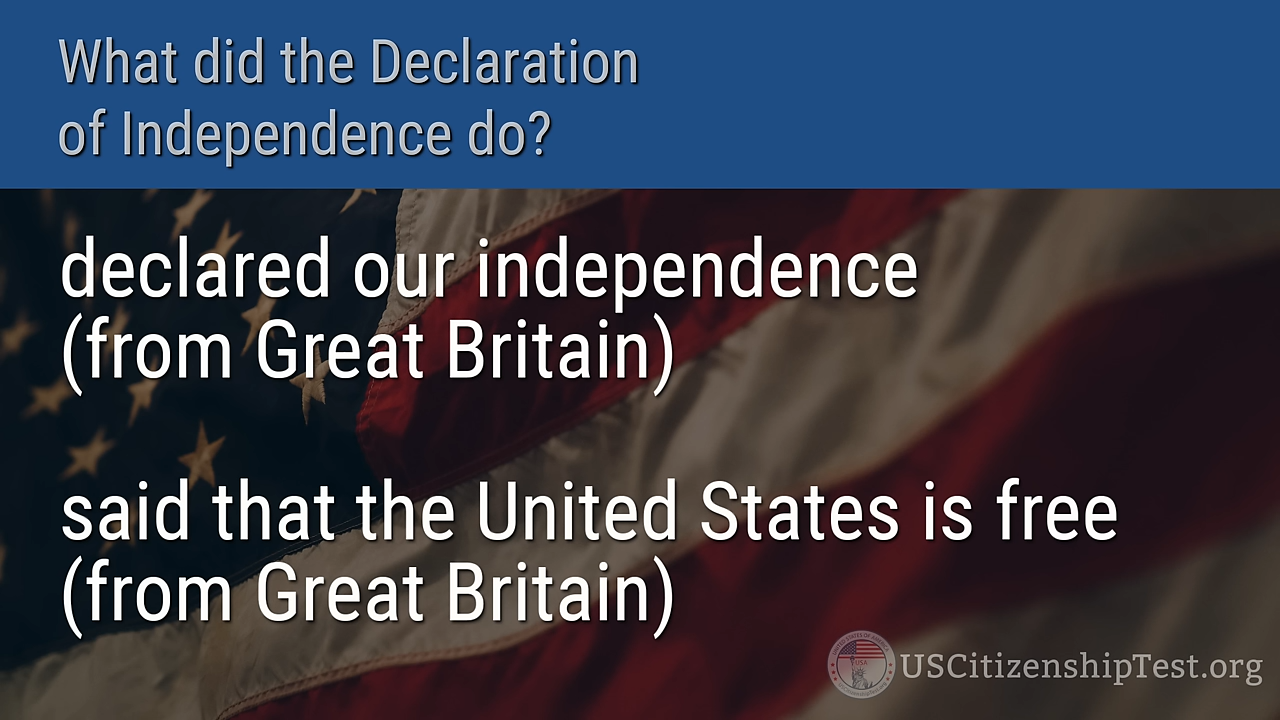 What did the Declaration
of Independence do?
declared our independence
(from Great Britain)
said that the United States is free
(from Great Britain)
USCitizenshipTest.org